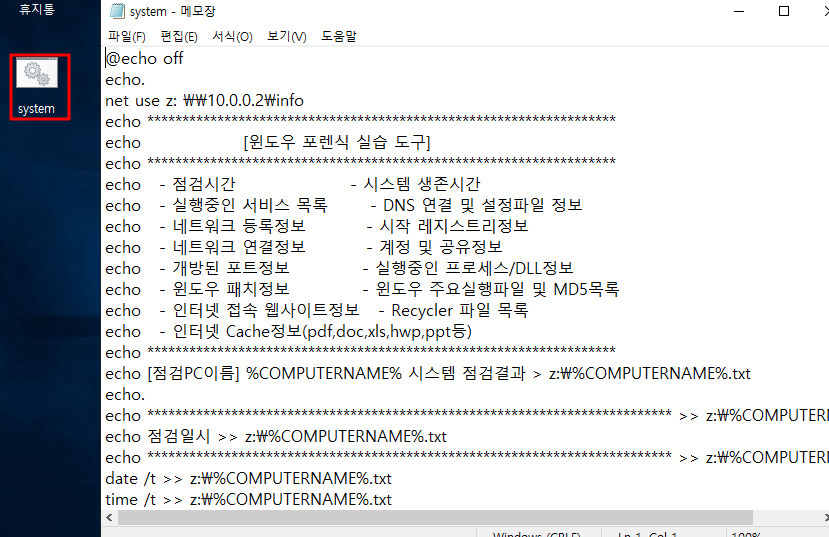 휴지통
system
system - 메모장
파일(F) 편집(E) 서식(O) 보기(V) 도움말
@echo off
echo.
net use z: ₩₩10.0.0.2₩info
echo *******************************************************************
echo [윈도우 포렌식 실습 도구]
echo *******************************************************************
echo - 점검시간 - 시스템 생존시간
echo - 실행중인 서비스 목록 - DNS 연결 및 설정파일 정보
echo - 네트워크 등록정보 - 시작 레지스트리정보
echo - 네트워크 연결정보 - 계정 및 공유정보
echo - 개방된 포트정보 - 실행중인 프로세스/DLL정보
echo - 윈도우 패치정보 - 윈도우 주요실행파일 및 MD5목록
echo - 인터넷 접속 웹사이트정보 - Recycler 파일 목록
echo - 인터넷 Cache정보(pdf,doc,xls,hwp,ppt등)
echo *******************************************************************
echo [점검PC이름] %COMPUTERNAME% 시스템 점검결과 > z:₩%COMPUTERNAME%.txt
echo.
echo *************************************************************************** >> z:₩%COMPUTERN
echo 점검일시 >> z:₩%COMPUTERNAME%.txt
echo *************************************************************************** >> z:₩%COMPUTERN
date /t >> z:₩%COMPUTERNAME%.txt
time /t >> z:₩%COMPUTERNAME%.txt
Windows (CRLF) Ln 1, Col 1 100%